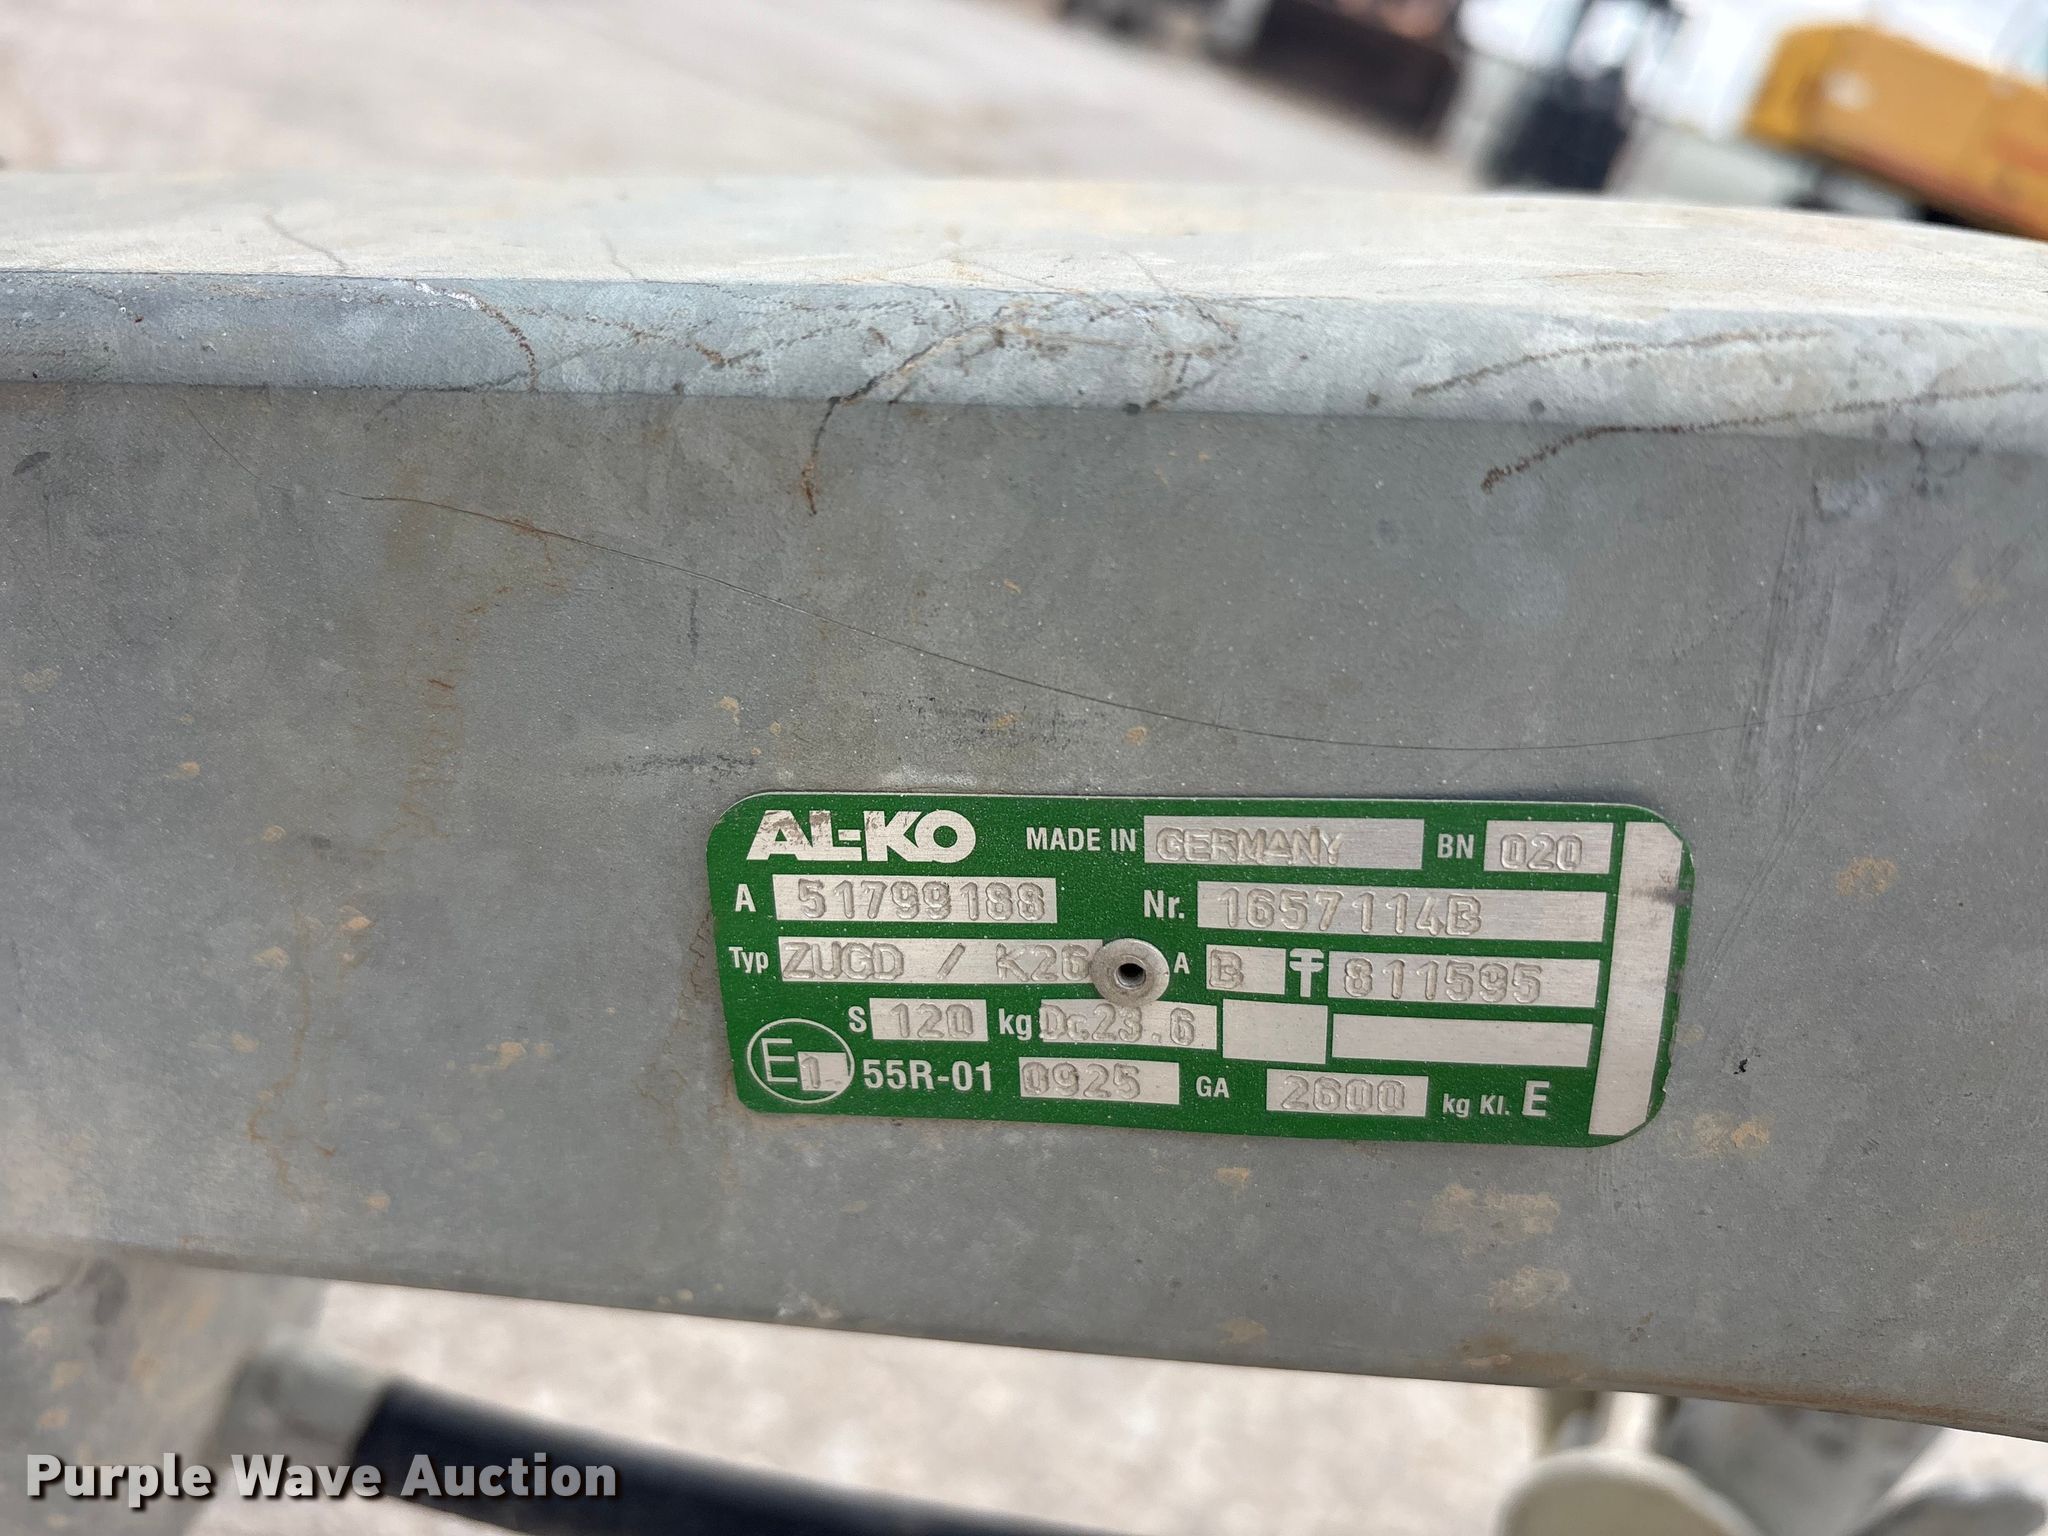 AL-KO MADE IN GERMANY BN 020
A 51799188 Nr. 1657114B
Typ ZUGD / K26 A B 811595
S 120 kg Dc.23.6
E1 55R-01 0925 GA 2600 kg Kl. E
Purple Wave Auction